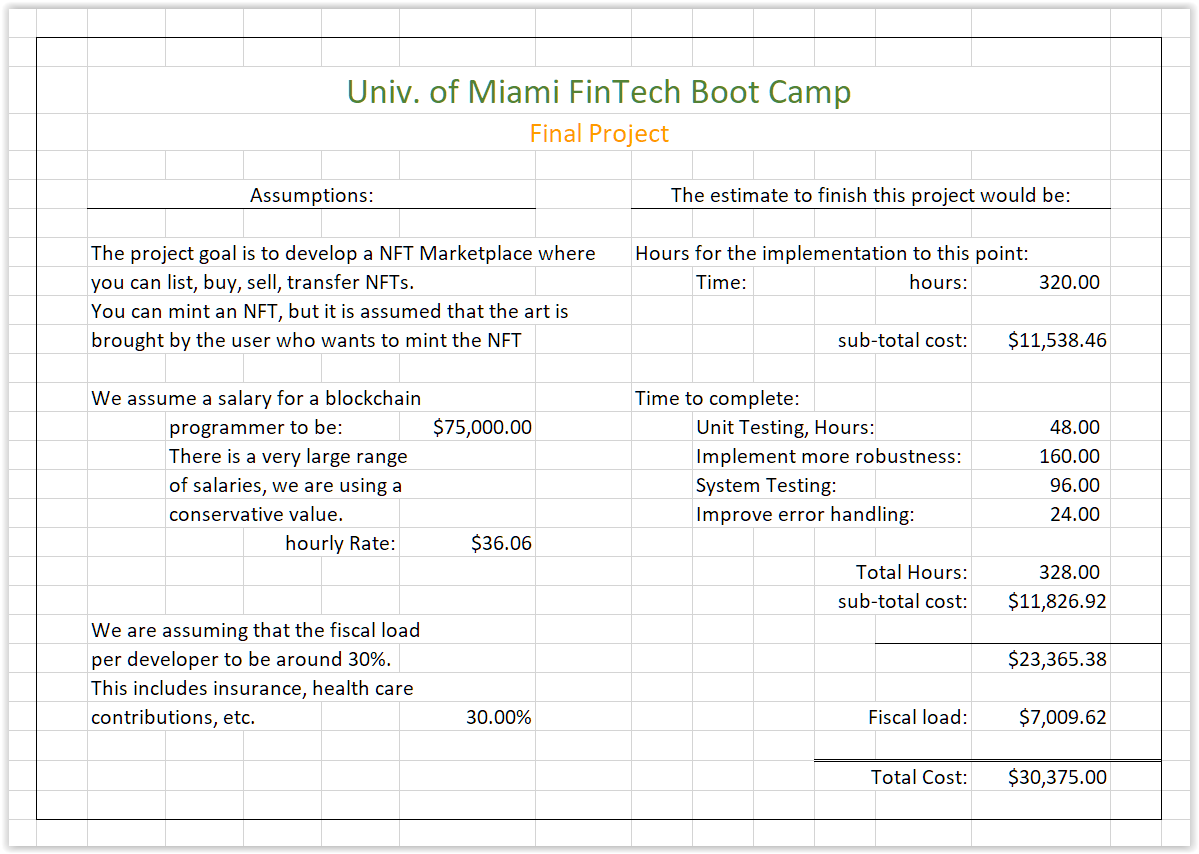 Univ. of Miami FinTech Boot Camp
Final Project
Assumptions:
The project goal is to develop a NFT Marketplace where
you can list, buy, sell, transfer NFTs.
You can mint an NFT, but it is assumed that the art is
brought by the user who wants to mint the NFT
We assume a salary for a blockchain
programmer to be: $75,000.00
There is a very large range
of salaries, we are using a
conservative value.
hourly Rate: $36.06
We are assuming that the fiscal load
per developer to be around 30%.
This includes insurance, health care
contributions, etc. 30.00%
The estimate to finish this project would be:
Hours for the implementation to this point:
Time: hours: 320.00
sub-total cost: $11,538.46
Time to complete:
Unit Testing, Hours: 48.00
Implement more robustness: 160.00
System Testing: 96.00
Improve error handling: 24.00
Total Hours: 328.00
sub-total cost: $11,826.92
$23,365.38
Fiscal load: $7,009.62
Total Cost: $30,375.00